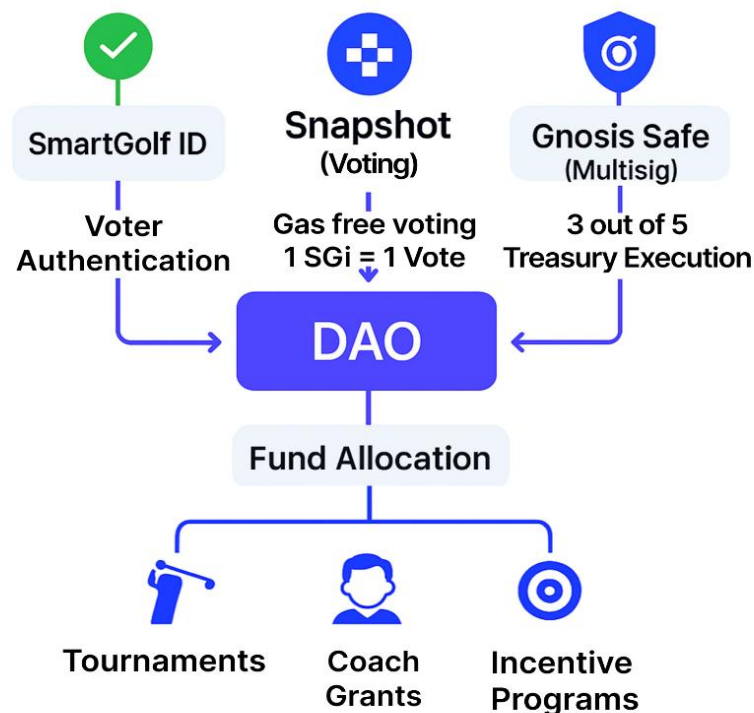 SmartGolf ID
Voter
Authentication
Snapshot
(Voting)
Gas free voting
1 SGi = 1 Vote
Gnosis Safe
(Multisig)
3 out of 5
Treasury Execution
DAO
Fund Allocation
Tournaments
Coach
Grants
Incentive
Programs